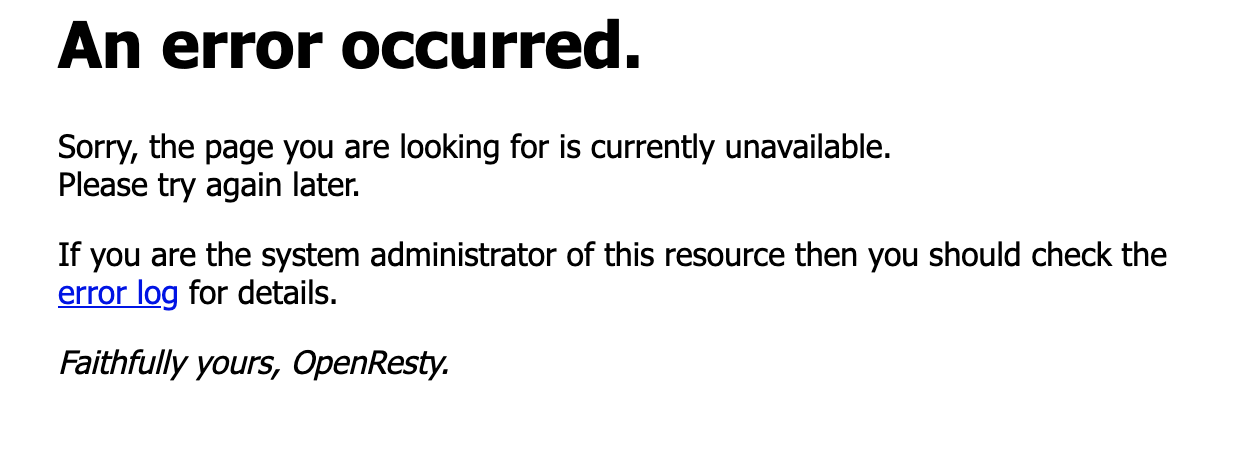 An error occurred.
Sorry, the page you are looking for is currently unavailable.
Please try again later.
If you are the system administrator of this resource then you should check the
error log for details.
Faithfully yours, OpenResty.